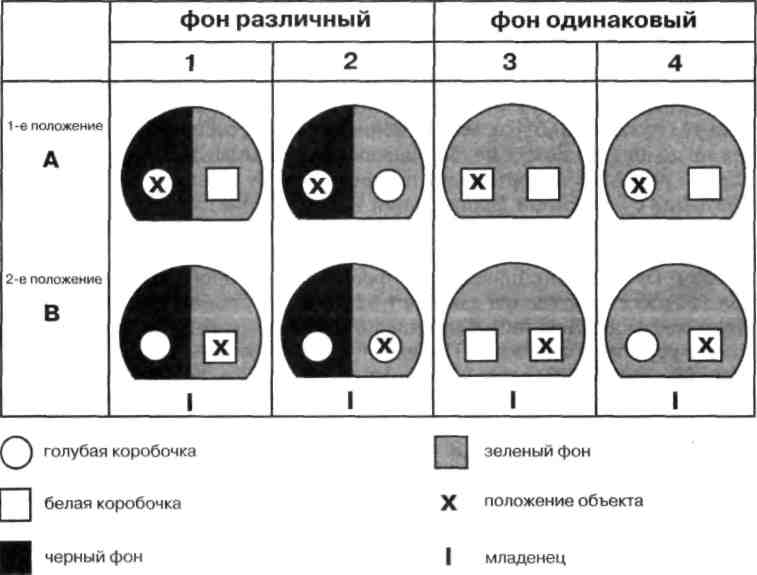 фон различный фон одинаковый
1 2 3 4
1-е положение
А
X X X X
2-е положение
В
X X X X
I I I I
голубая коробочка
зеленый фон
белая коробочка
X положение объекта
черный фон
I младенец